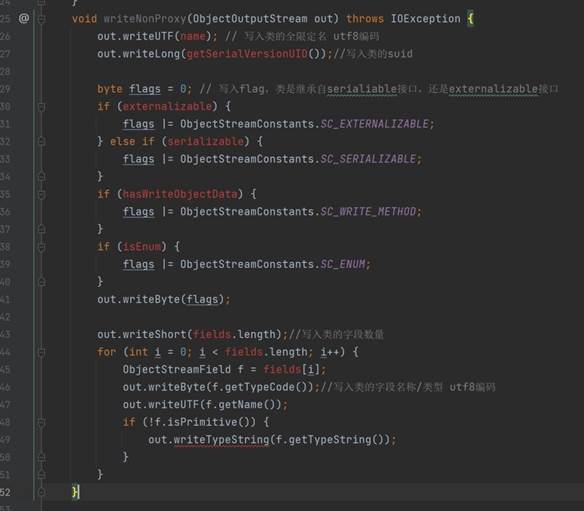 24 }
25 void writeNonProxy(ObjectOutputStream out) throws IOException {
26 out.writeUTF(name); // 写入类的全限定名 utf8编码
27 out.writeLong(getSerialVersionUID());//写入类的suid
28
29 byte flags = 0; // 写入flag，类是继承自serialiable接口，还是externalizable接口
30 if (externalizable) {
31 flags |= ObjectStreamConstants.SC_EXTERNALIZABLE;
32 } else if (serializable) {
33 flags |= ObjectStreamConstants.SC_SERIALIZABLE;
34 }
35 if (hasWriteObjectData) {
36 flags |= ObjectStreamConstants.SC_WRITE_METHOD;
37 }
38 if (isEnum) {
39 flags |= ObjectStreamConstants.SC_ENUM;
40 }
41 out.writeByte(flags);
42
43 out.writeShort(fields.length);//写入类的字段数量
44 for (int i = 0; i < fields.length; i++) {
45 ObjectStreamField f = fields[i];
46 out.writeByte(f.getTypeCode());//写入类的字段名称/类型 utf8编码
47 out.writeUTF(f.getName());
48 if (!f.isPrimitive()) {
49 out.writeTypeString(f.getTypeString());
50 }
51 }
52 }
53